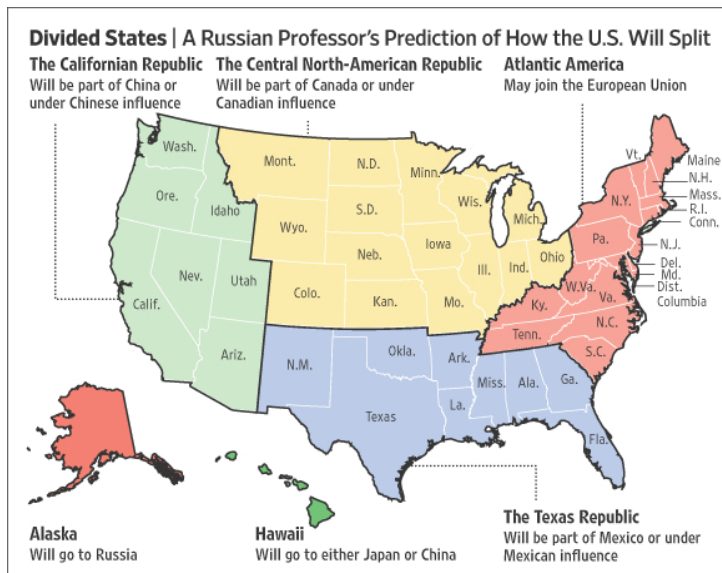 Divided States | A Russian Professor's Prediction of How the U.S. Will Split
The Californian Republic
Will be part of China or
under Chinese influence
The Central North-American Republic
Will be part of Canada or under
Canadian influence
Atlantic America
May join the European Union
Wash.
Ore.
Idaho
Calif.
Nev.
Utah
Ariz.
Mont.
N.D.
Minn.
Wis.
Mich.
Wyo.
S.D.
Neb.
Iowa
Ill.
Ind.
Ohio
Colo.
Kan.
Mo.
Vt.
Maine
N.H.
Mass.
R.I.
Conn.
N.Y.
Pa.
N.J.
Del.
Md.
Dist.
Columbia
W.Va.
Va.
Ky.
Tenn.
N.C.
S.C.
N.M.
Okla.
Ark.
Texas
La.
Miss.
Ala.
Ga.
Fla.
Alaska
Will go to Russia
Hawaii
Will go to either Japan or China
The Texas Republic
Will be part of Mexico or under
Mexican influence